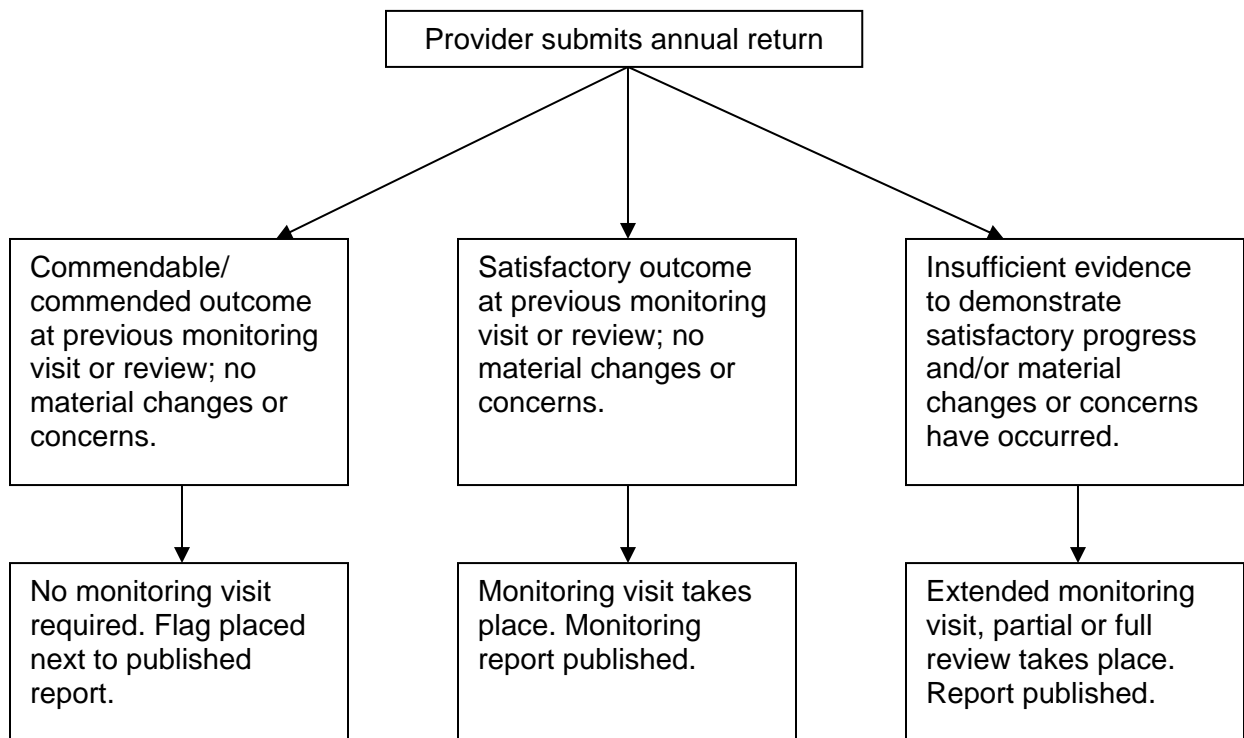 Provider submits annual return
Commendable/
commended outcome
at previous monitoring
visit or review; no
material changes or
concerns.
Satisfactory outcome
at previous monitoring
visit or review; no
material changes or
concerns.
Insufficient evidence
to demonstrate
satisfactory progress
and/or material
changes or concerns
have occurred.
No monitoring visit
required. Flag placed
next to published
report.
Monitoring visit takes
place. Monitoring
report published.
Extended monitoring
visit, partial or full
review takes place.
Report published.